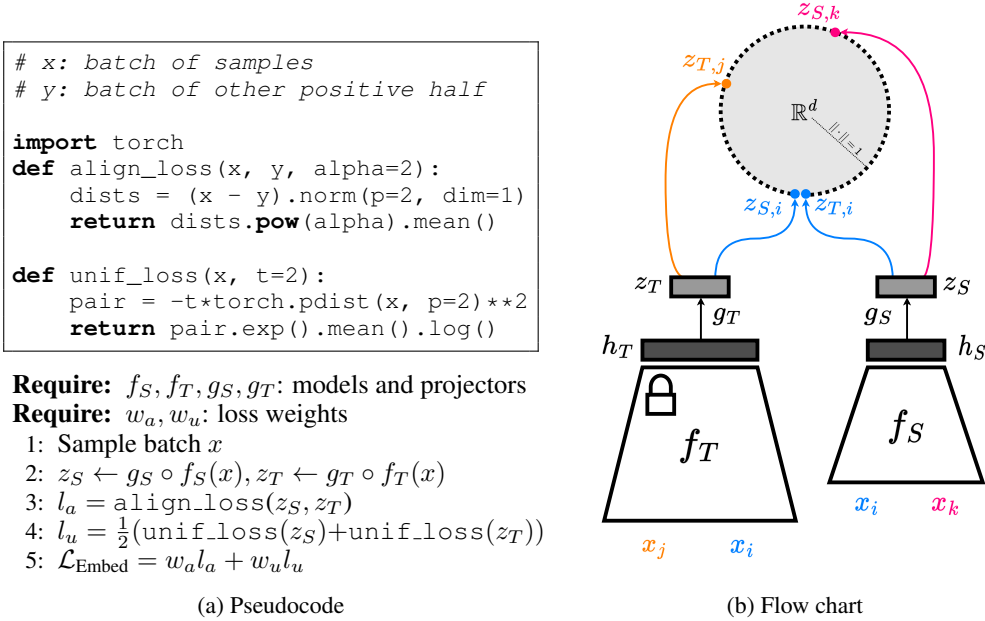 # x: batch of samples
# y: batch of other positive half
import torch
def align_loss(x, y, alpha=2):
    dists = (x - y).norm(p=2, dim=1)
    return dists.pow(alpha).mean()
def unif_loss(x, t=2):
    pair = -t*torch.pdist(x, p=2)**2
    return pair.exp().mean().log()
Require: f_S, f_T, g_S, g_T: models and projectors
Require: w_a, w_u: loss weights
1: Sample batch x
2: z_S ← g_S ∘ f_S(x), z_T ← g_T ∘ f_T(x)
3: l_a = align_loss(z_S, z_T)
4: l_u = 1/2(unif_loss(z_S)+unif_loss(z_T))
5: L_Embed = w_a l_a + w_u l_u
(a) Pseudocode
z_{S,k}
z_{T,j}
ℝ^d
||·||=1
z_{S,i} z_{T,i}
z_T z_S
g_T g_S
h_T h_S
f_T f_S
x_i x_k
x_j x_i
(b) Flow chart